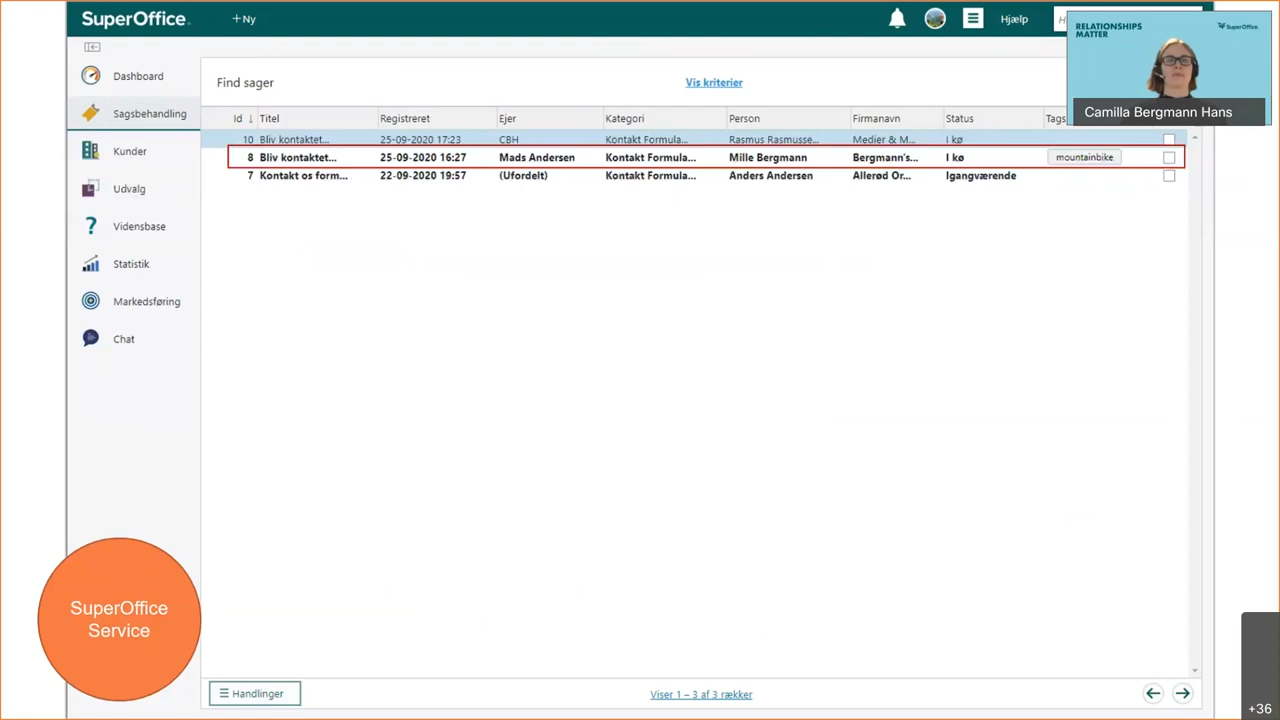 SuperOffice
+ Ny
Hjælp
RELATIONSHIPS
MATTER
SuperOffice
Camilla Bergmann Hans
Dashboard
Sagsbehandling
Kunder
Udvalg
Vidensbase
Statistik
Markedsføring
Chat
Find sager
Vis kriterier
Id ↓ Titel Registreret Ejer Kategori Person Firmanavn Status Tags
10 Bliv kontaktet... 25-09-2020 17:23 CBH Kontakt Formula... Rasmus Rasmusse... Medier & M... I kø
8 Bliv kontaktet... 25-09-2020 16:27 Mads Andersen Kontakt Formula... Mille Bergmann Bergmann's... I kø mountainbike
7 Kontakt os form... 22-09-2020 19:57 (Ufordelt) Kontakt Formula... Anders Andersen Allerød Or... Igangværende
SuperOffice
Service
Handlinger
Viser 1 – 3 af 3 rækker
+36